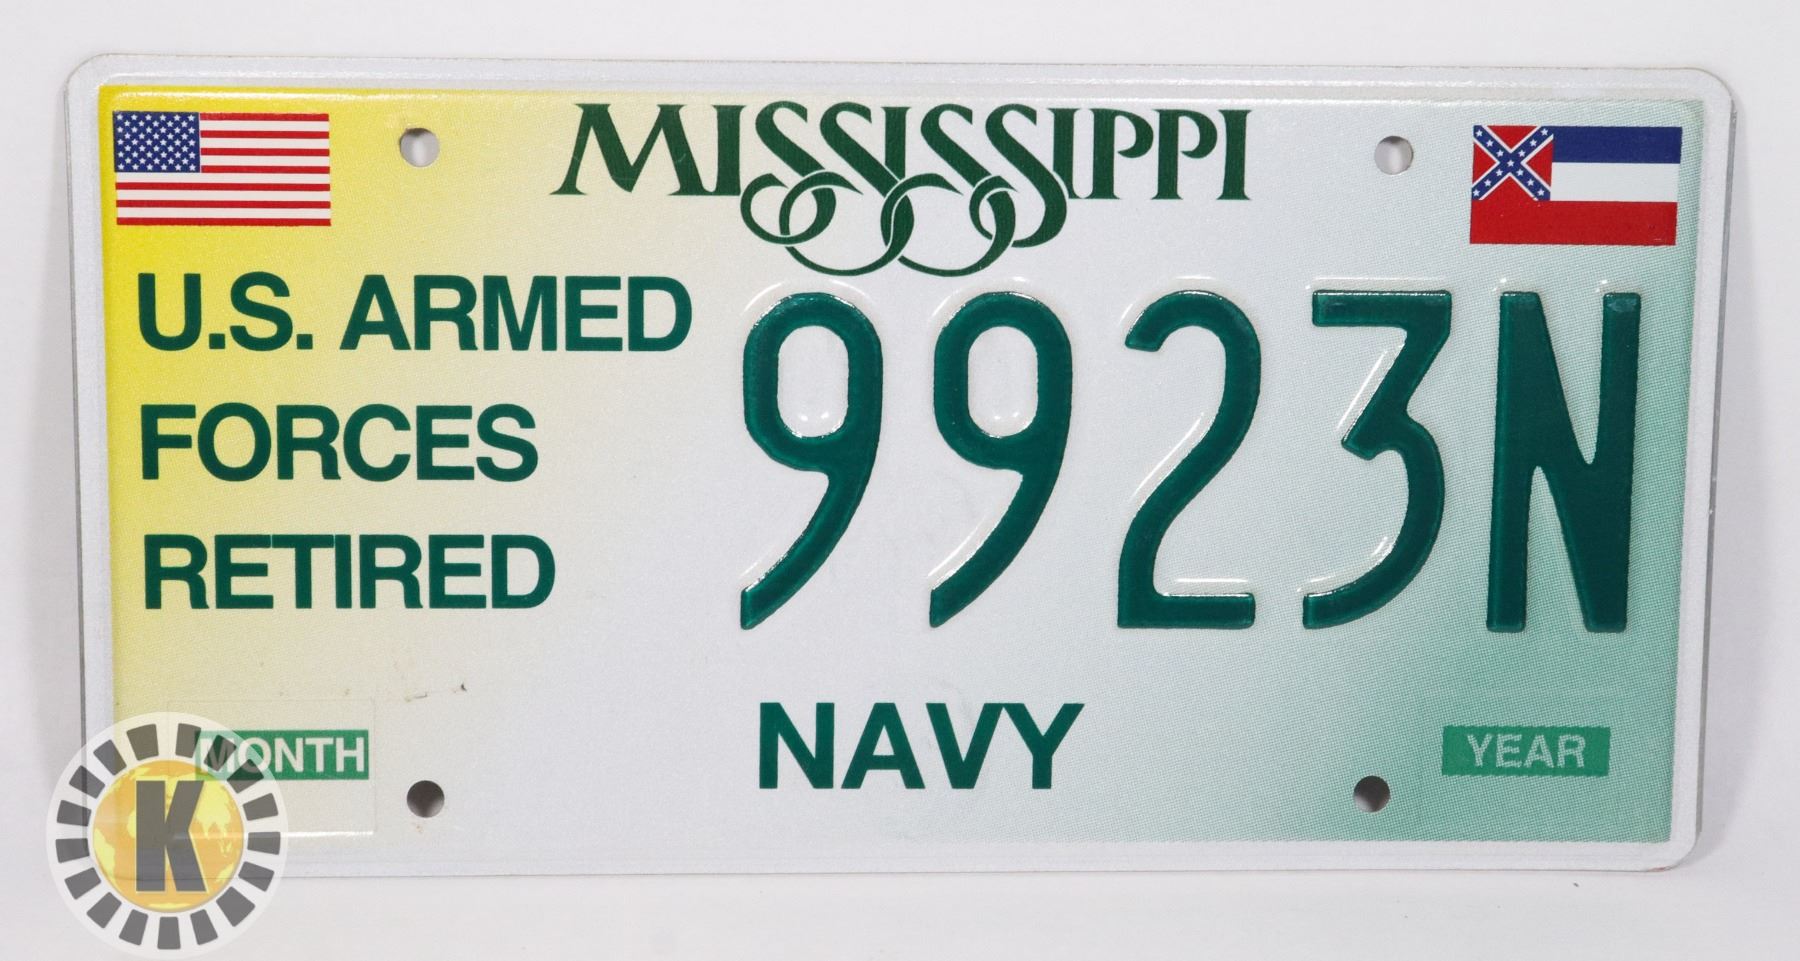 MISSISSIPPI
U.S. ARMED
FORCES
RETIRED
9923N
NAVY
MONTH
YEAR
K